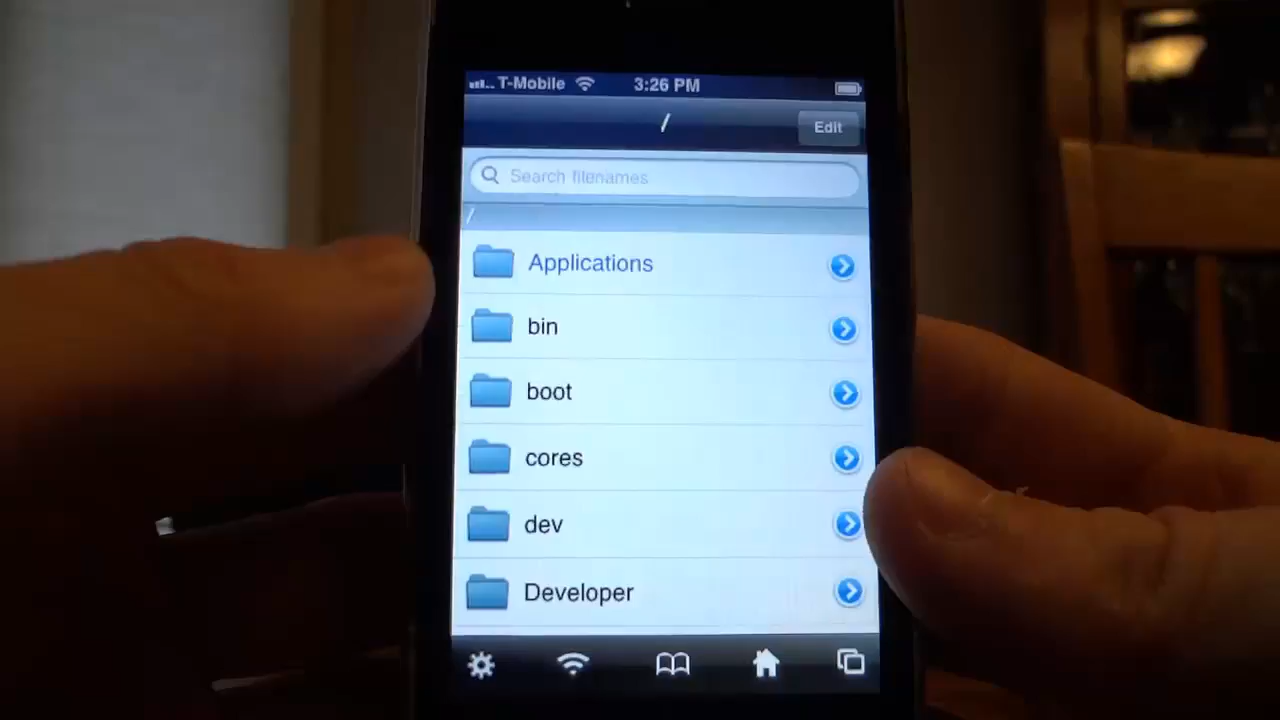 T-Mobile 3:26 PM
/ Edit
Search filenames
/
Applications
bin
boot
cores
dev
Developer